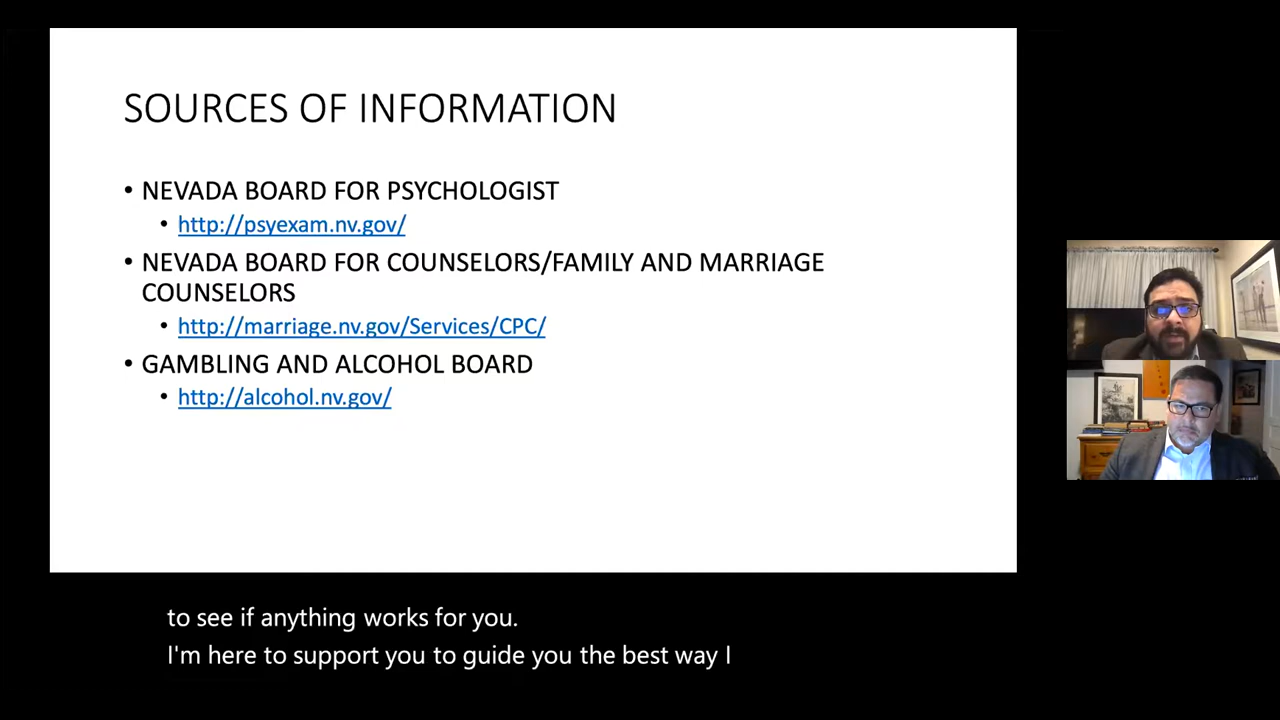 SOURCES OF INFORMATION
• NEVADA BOARD FOR PSYCHOLOGIST
• http://psyexam.nv.gov/
• NEVADA BOARD FOR COUNSELORS/FAMILY AND MARRIAGE
COUNSELORS
• http://marriage.nv.gov/Services/CPC/
• GAMBLING AND ALCOHOL BOARD
• http://alcohol.nv.gov/
to see if anything works for you.
I'm here to support you to guide you the best way I